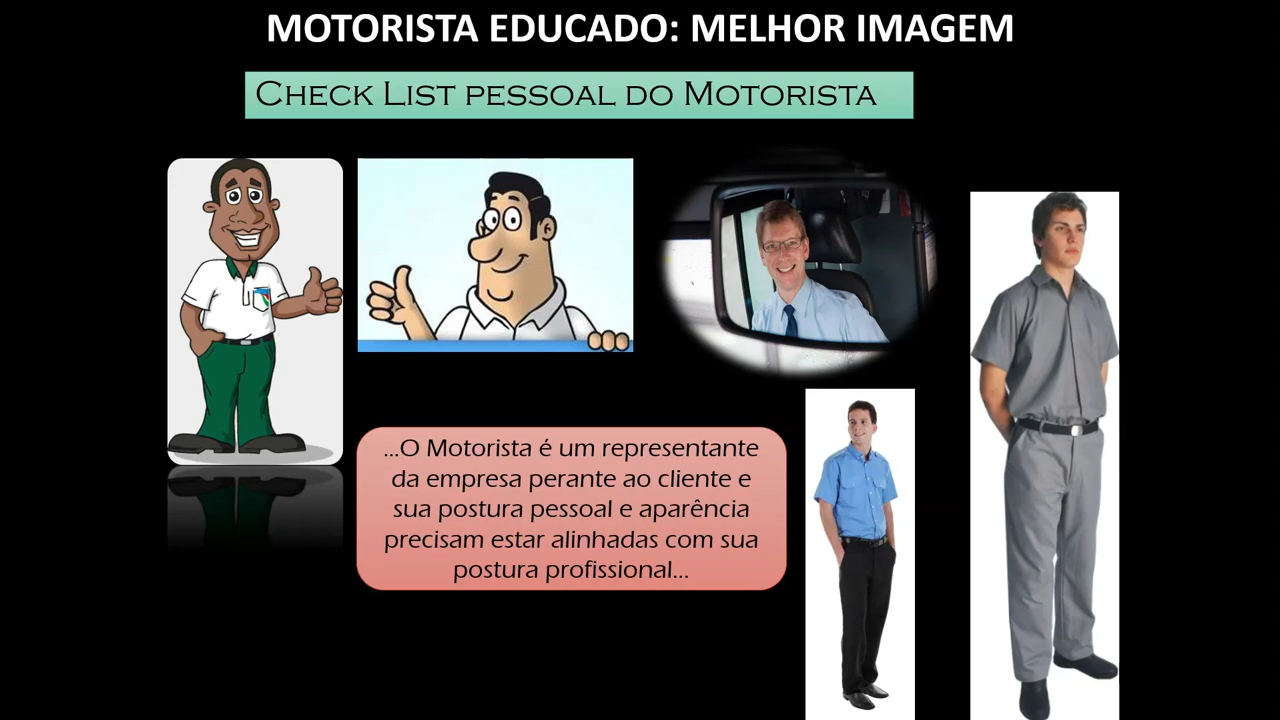 MOTORISTA EDUCADO: MELHOR IMAGEM
Check List pessoal do Motorista
...O Motorista é um representante
da empresa perante ao cliente e
sua postura pessoal e aparência
precisam estar alinhadas com sua
postura profissional...